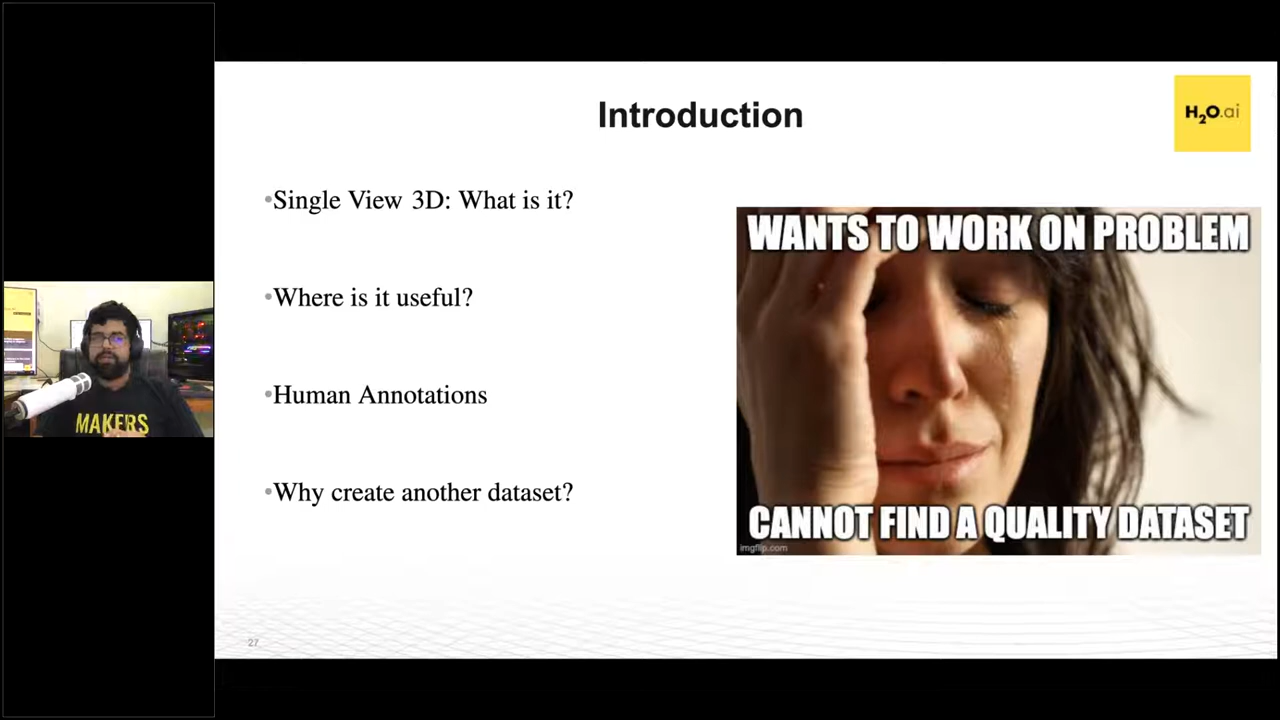 Introduction
H2O.ai
•Single View 3D: What is it?
•Where is it useful?
•Human Annotations
•Why create another dataset?
WANTS TO WORK ON PROBLEM
CANNOT FIND A QUALITY DATASET
imgflip.com
MAKERS
27